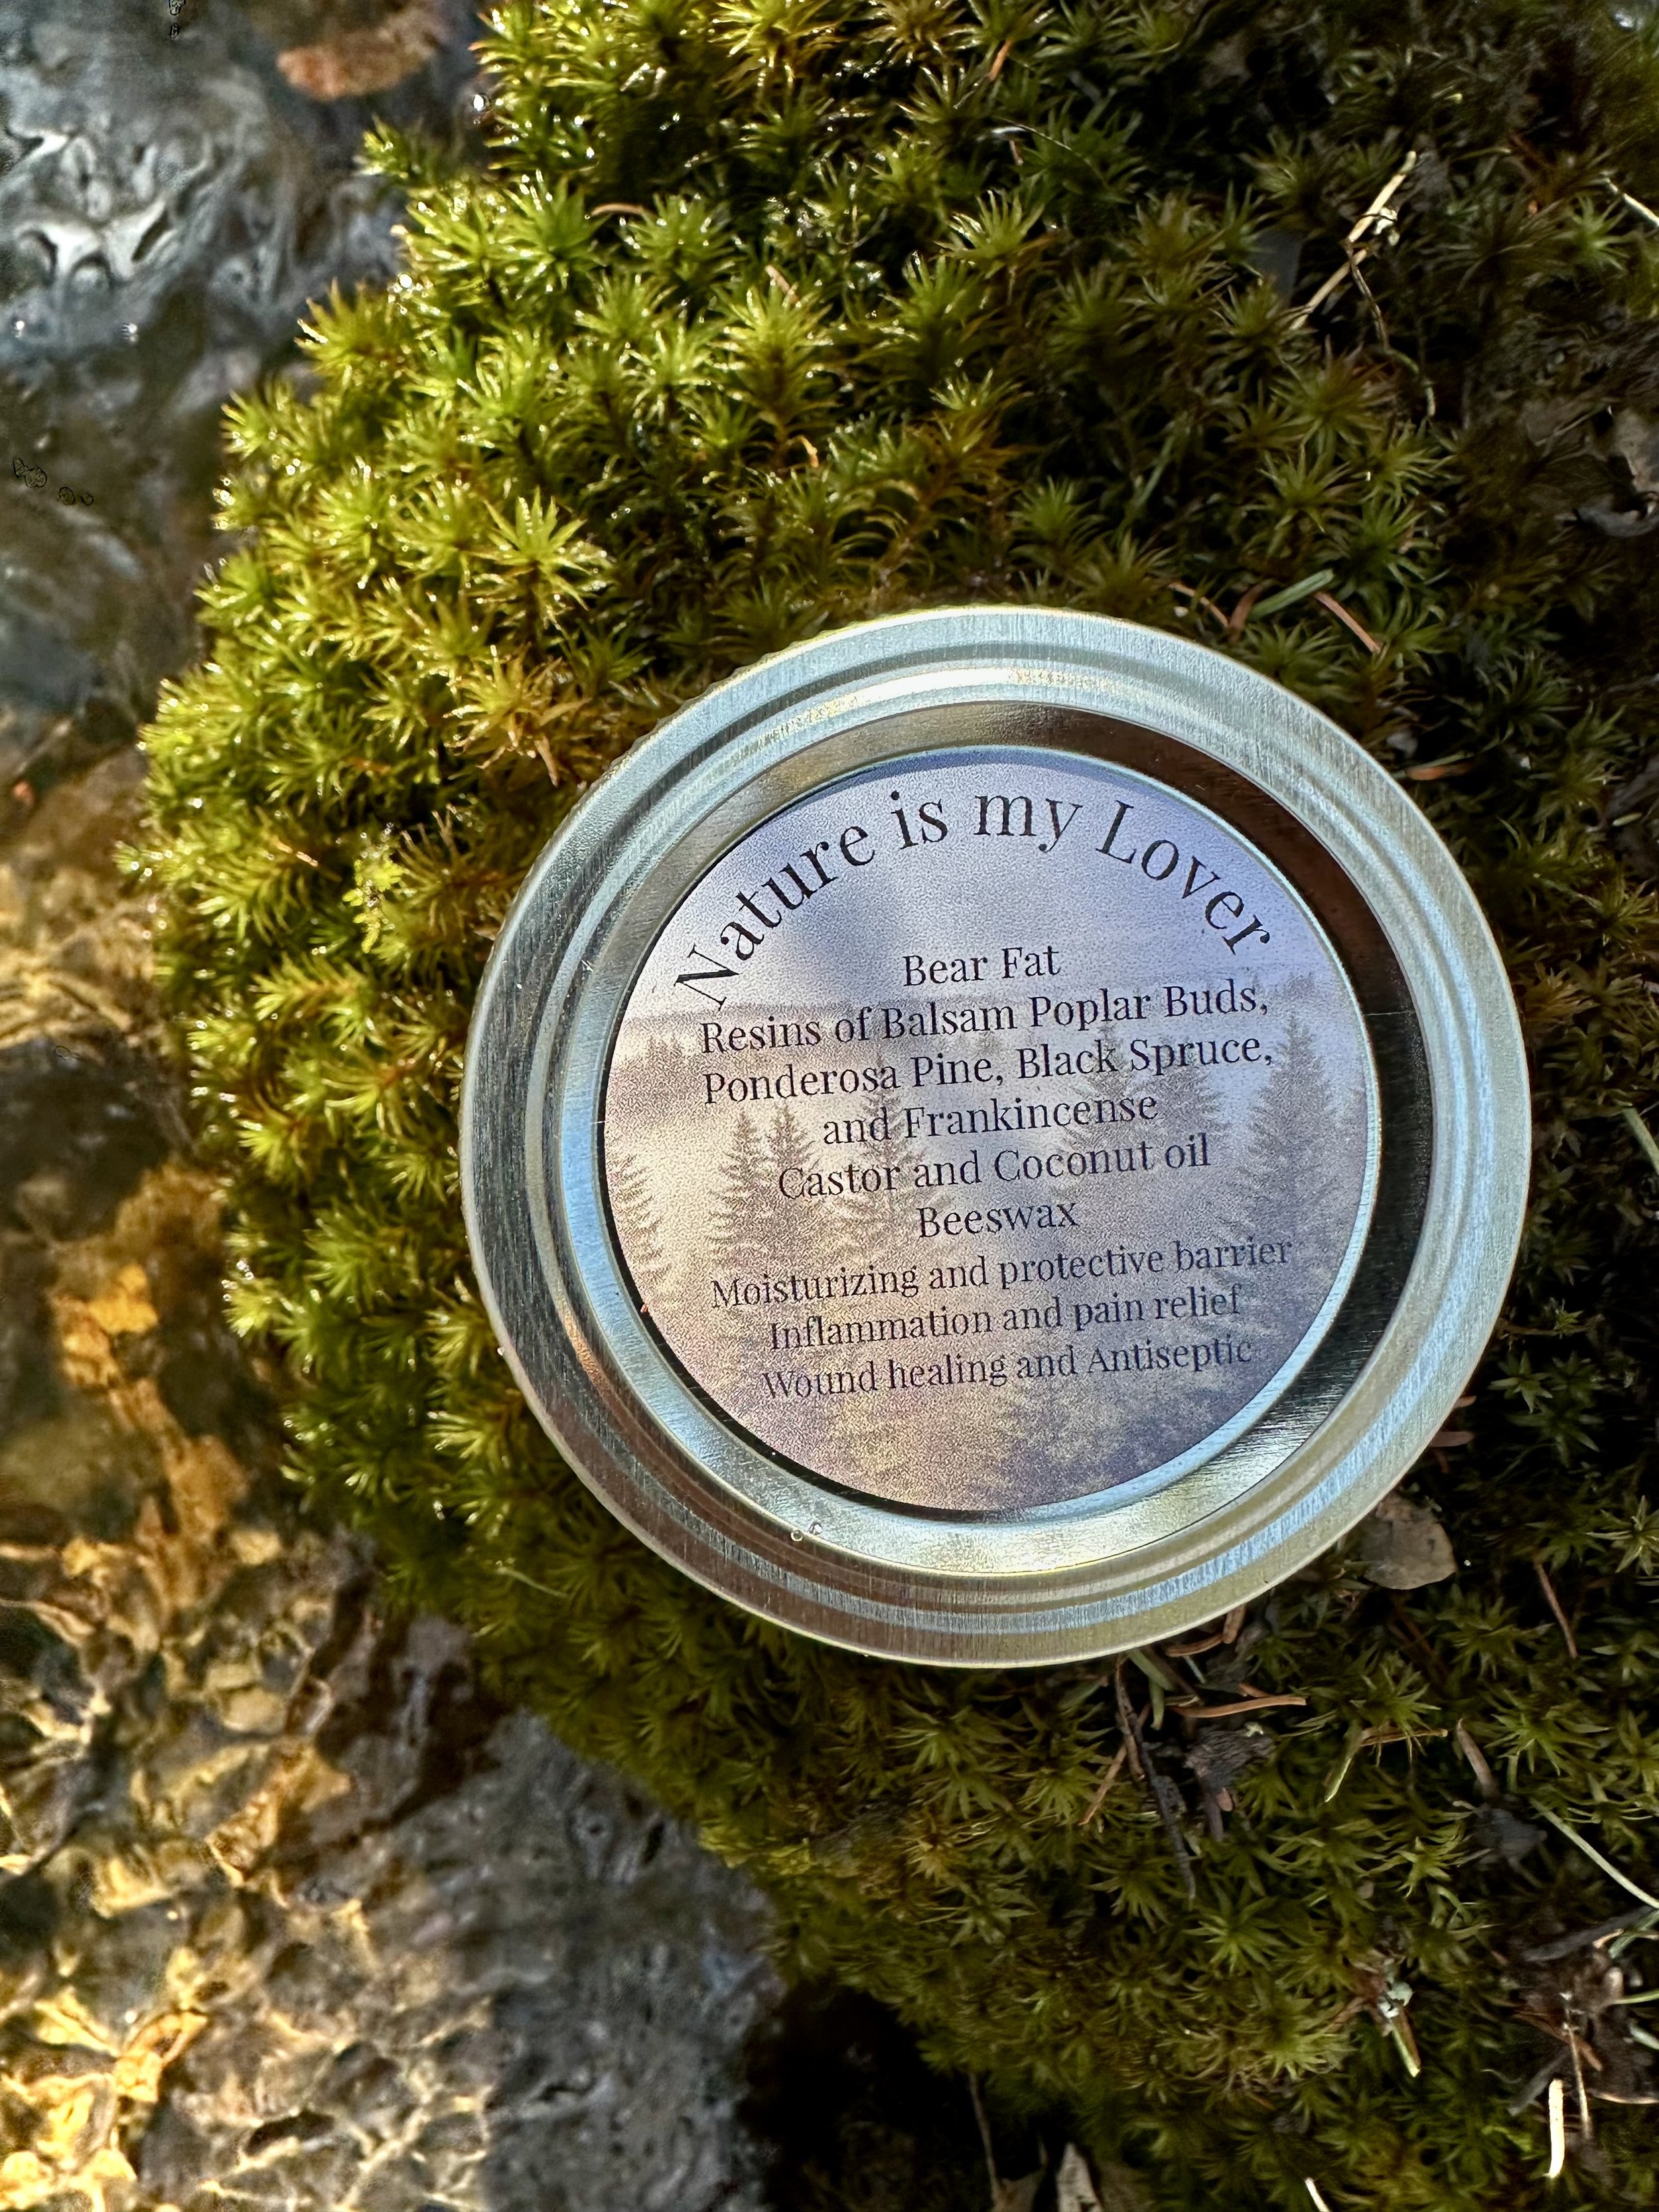 Nature is my Lover
Bear Fat
Resins of Balsam Poplar Buds,
Ponderosa Pine, Black Spruce,
and Frankincense
Castor and Coconut oil
Beeswax
Moisturizing and protective barrier
Inflammation and pain relief
Wound healing and Antiseptic